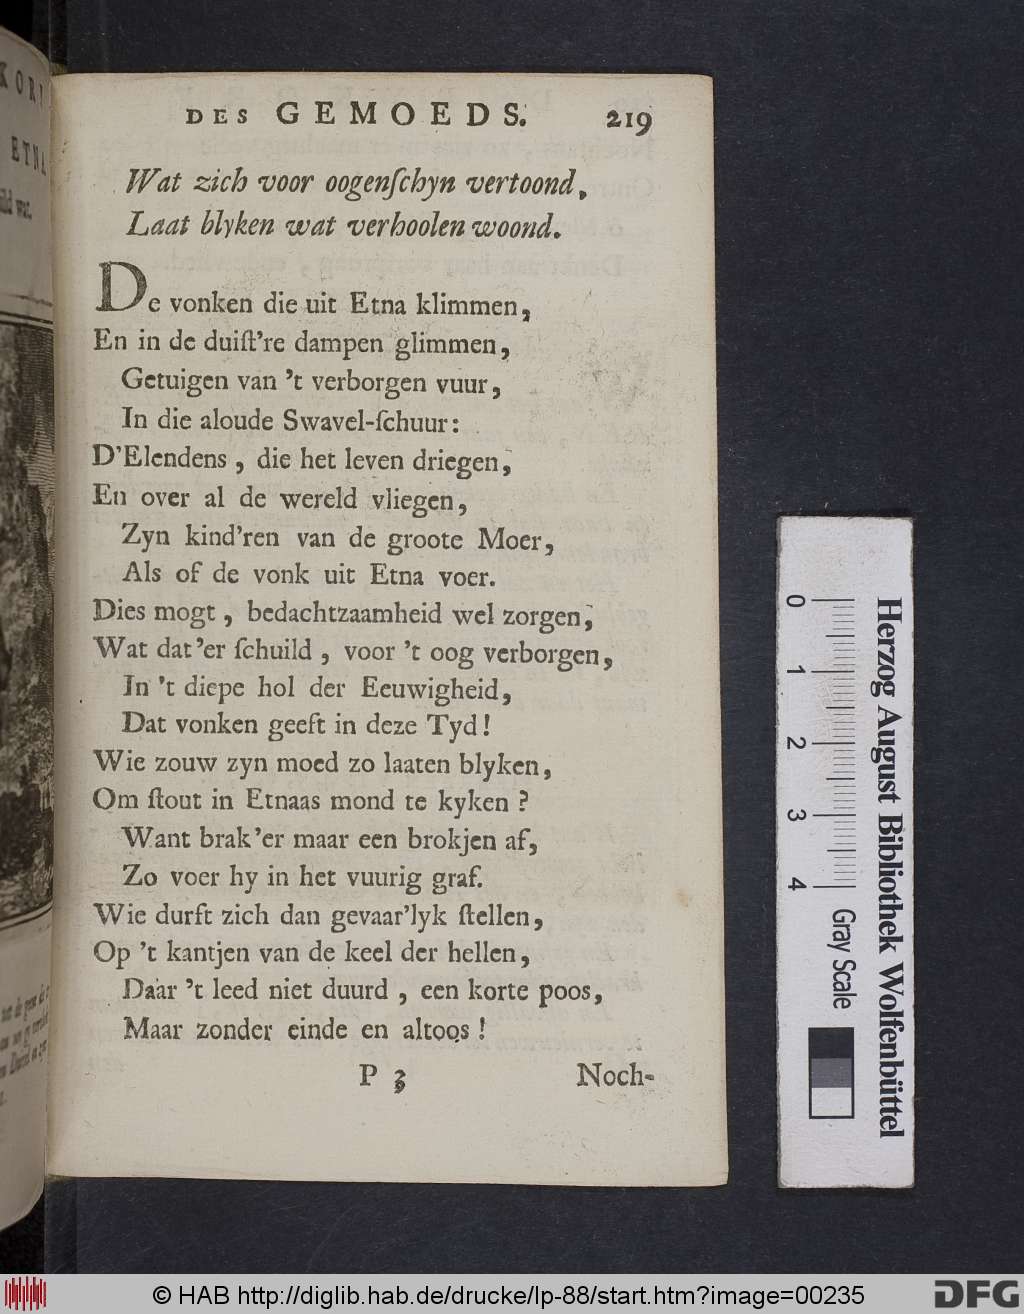 DES GEMOEDS. 219
Wat zich voor oogenſchyn vertoond,
Laat blyken wat verhoolen woond.
De vonken die uit Etna klimmen,
En in de duiſt're dampen glimmen,
Getuigen van 't verborgen vuur,
In die aloude Swavel-ſchuur:
D'Elendens, die het leven driegen,
En over al de wereld vliegen,
Zyn kind'ren van de groote Moer,
Als of de vonk uit Etna voer.
Dies mogt, bedachtzaamheid wel zorgen,
Wat dat'er ſchuild, voor 't oog verborgen,
In 't diepe hol der Eeuwigheid,
Dat vonken geeft in deze Tyd!
Wie zouw zyn moed zo laaten blyken,
Om ſtout in Etnaas mond te kyken?
Want brak'er maar een brokjen af,
Zo voer hy in het vuurig graf.
Wie durft zich dan gevaar'lyk ſtellen,
Op 't kantjen van de keel der hellen,
Daar 't leed niet duurd, een korte poos,
Maar zonder einde en altoos!
P 3 Noch-
ETNA
0 1 2 3 4
Gray Scale
Herzog August Bibliothek Wolfenbüttel
© HAB http://diglib.hab.de/drucke/lp-88/start.htm?image=00235
DFG